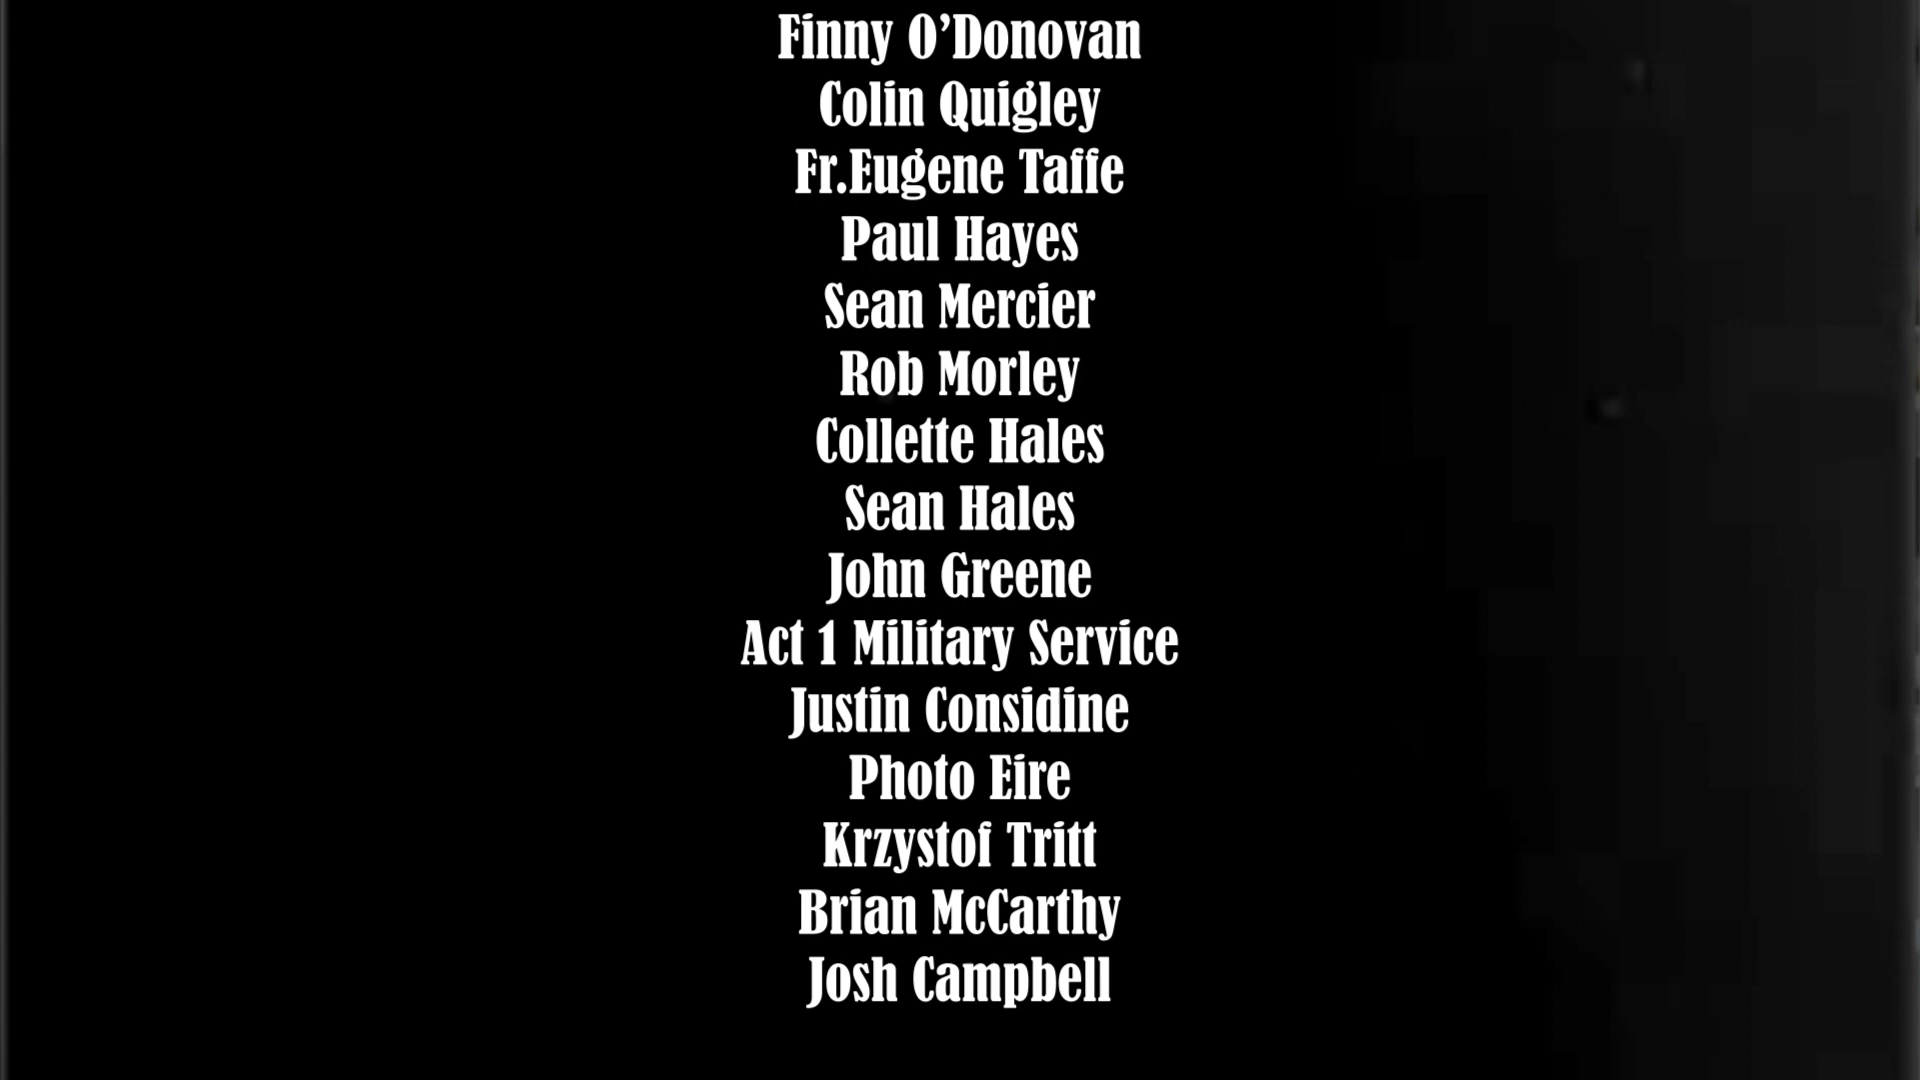 Finny O’Donovan
Colin Quigley
Fr.Eugene Taffe
Paul Hayes
Sean Mercier
Rob Morley
Collette Hales
Sean Hales
John Greene
Act 1 Military Service
Justin Considine
Photo Eire
Krzystof Tritt
Brian McCarthy
Josh Campbell